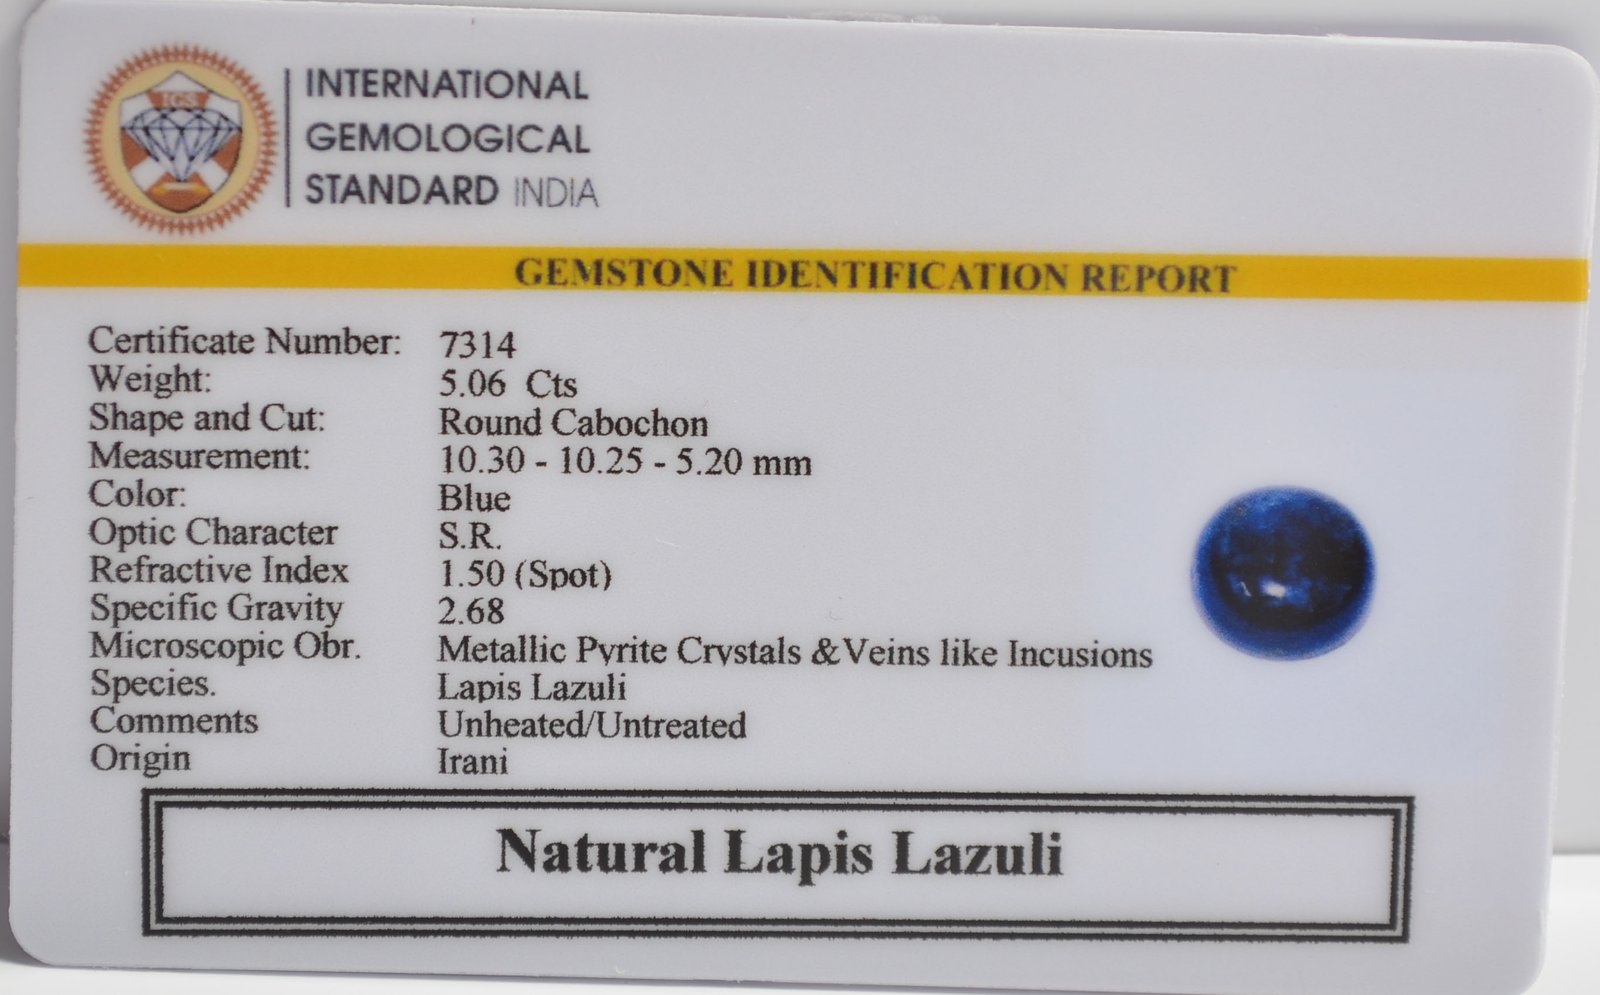 IGS
INTERNATIONAL
GEMOLOGICAL
STANDARD INDIA
GEMSTONE IDENTIFICATION REPORT
Certificate Number: 7314
Weight: 5.06 Cts
Shape and Cut: Round Cabochon
Measurement: 10.30 - 10.25 - 5.20 mm
Color: Blue
Optic Character S.R.
Refractive Index 1.50 (Spot)
Specific Gravity 2.68
Microscopic Obr. Metallic Pyrite Crystals &Veins like Incusions
Species. Lapis Lazuli
Comments Unheated/Untreated
Origin Irani
Natural Lapis Lazuli